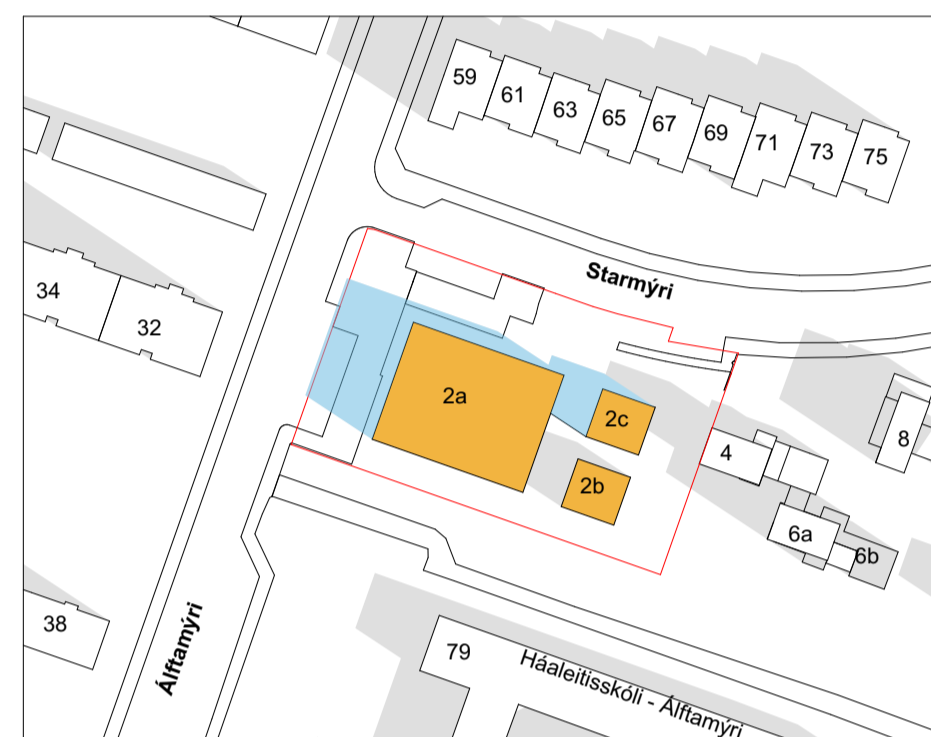 59
61
63
65
67
69
71
73
75
Starmýri
34
32
2a
2c
2b
4
8
6a
6b
38
Álftamýri
79
Háaleitisskóli - Álftamýri